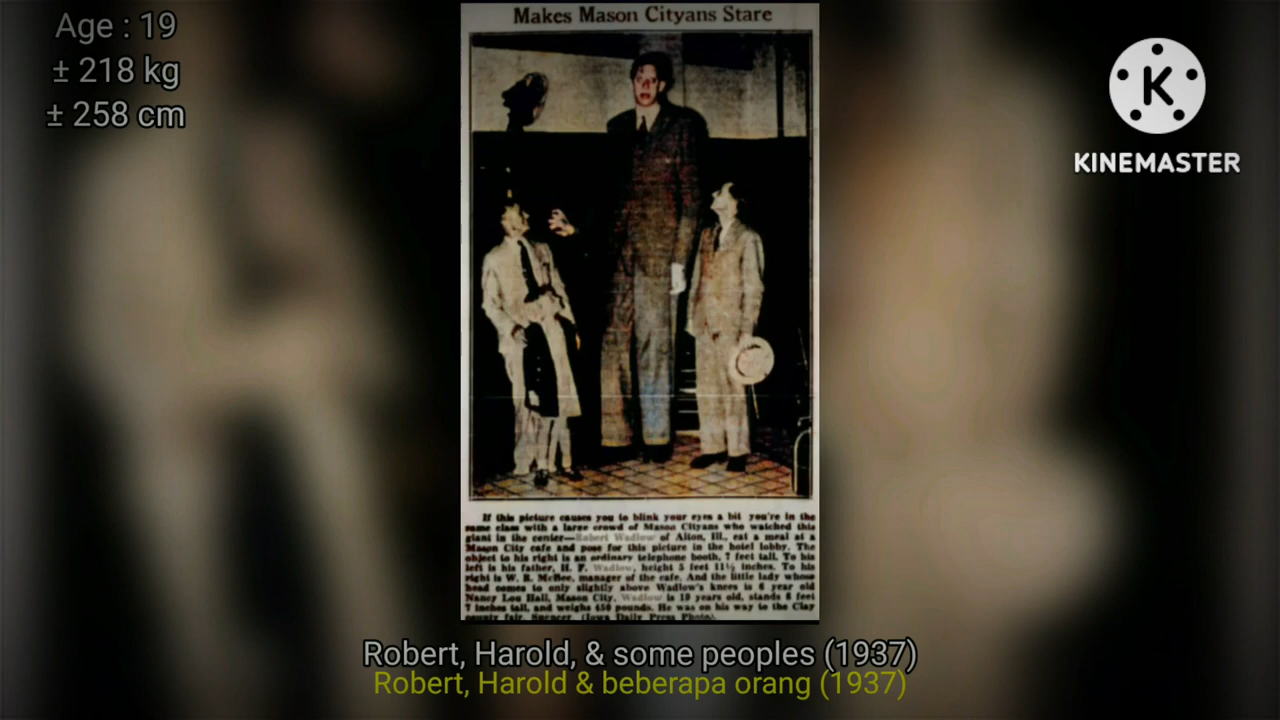 Age : 19
± 218 kg
± 258 cm
KINEMASTER
Makes Mason Cityans Stare
If this picture causes you to blink your eyes a bit you're in the
same class with a large crowd of Mason Cityans who watched this
giant in the center—Robert Wadlow of Alton, Ill., eat a meal at a
Mason City cafe and pose for this picture in the hotel lobby. The
object to his right is an ordinary telephone booth, 7 feet tall. To his
left is his father, H. F. Wadlow, height 5 feet 11½ inches. To his
right is W. R. McBee, manager of the cafe. And the little lady whose
head comes to only slightly above Wadlow's knees is 6 year old
Nancy Lou Hall, Mason City. Wadlow is 19 years old, stands 8 feet
7 inches tall, and weighs 450 pounds. He was on his way to the Clay
county fair, Spencer. (Iowa Daily Press Photo).
Robert, Harold, & some peoples (1937)
Robert, Harold & beberapa orang (1937)